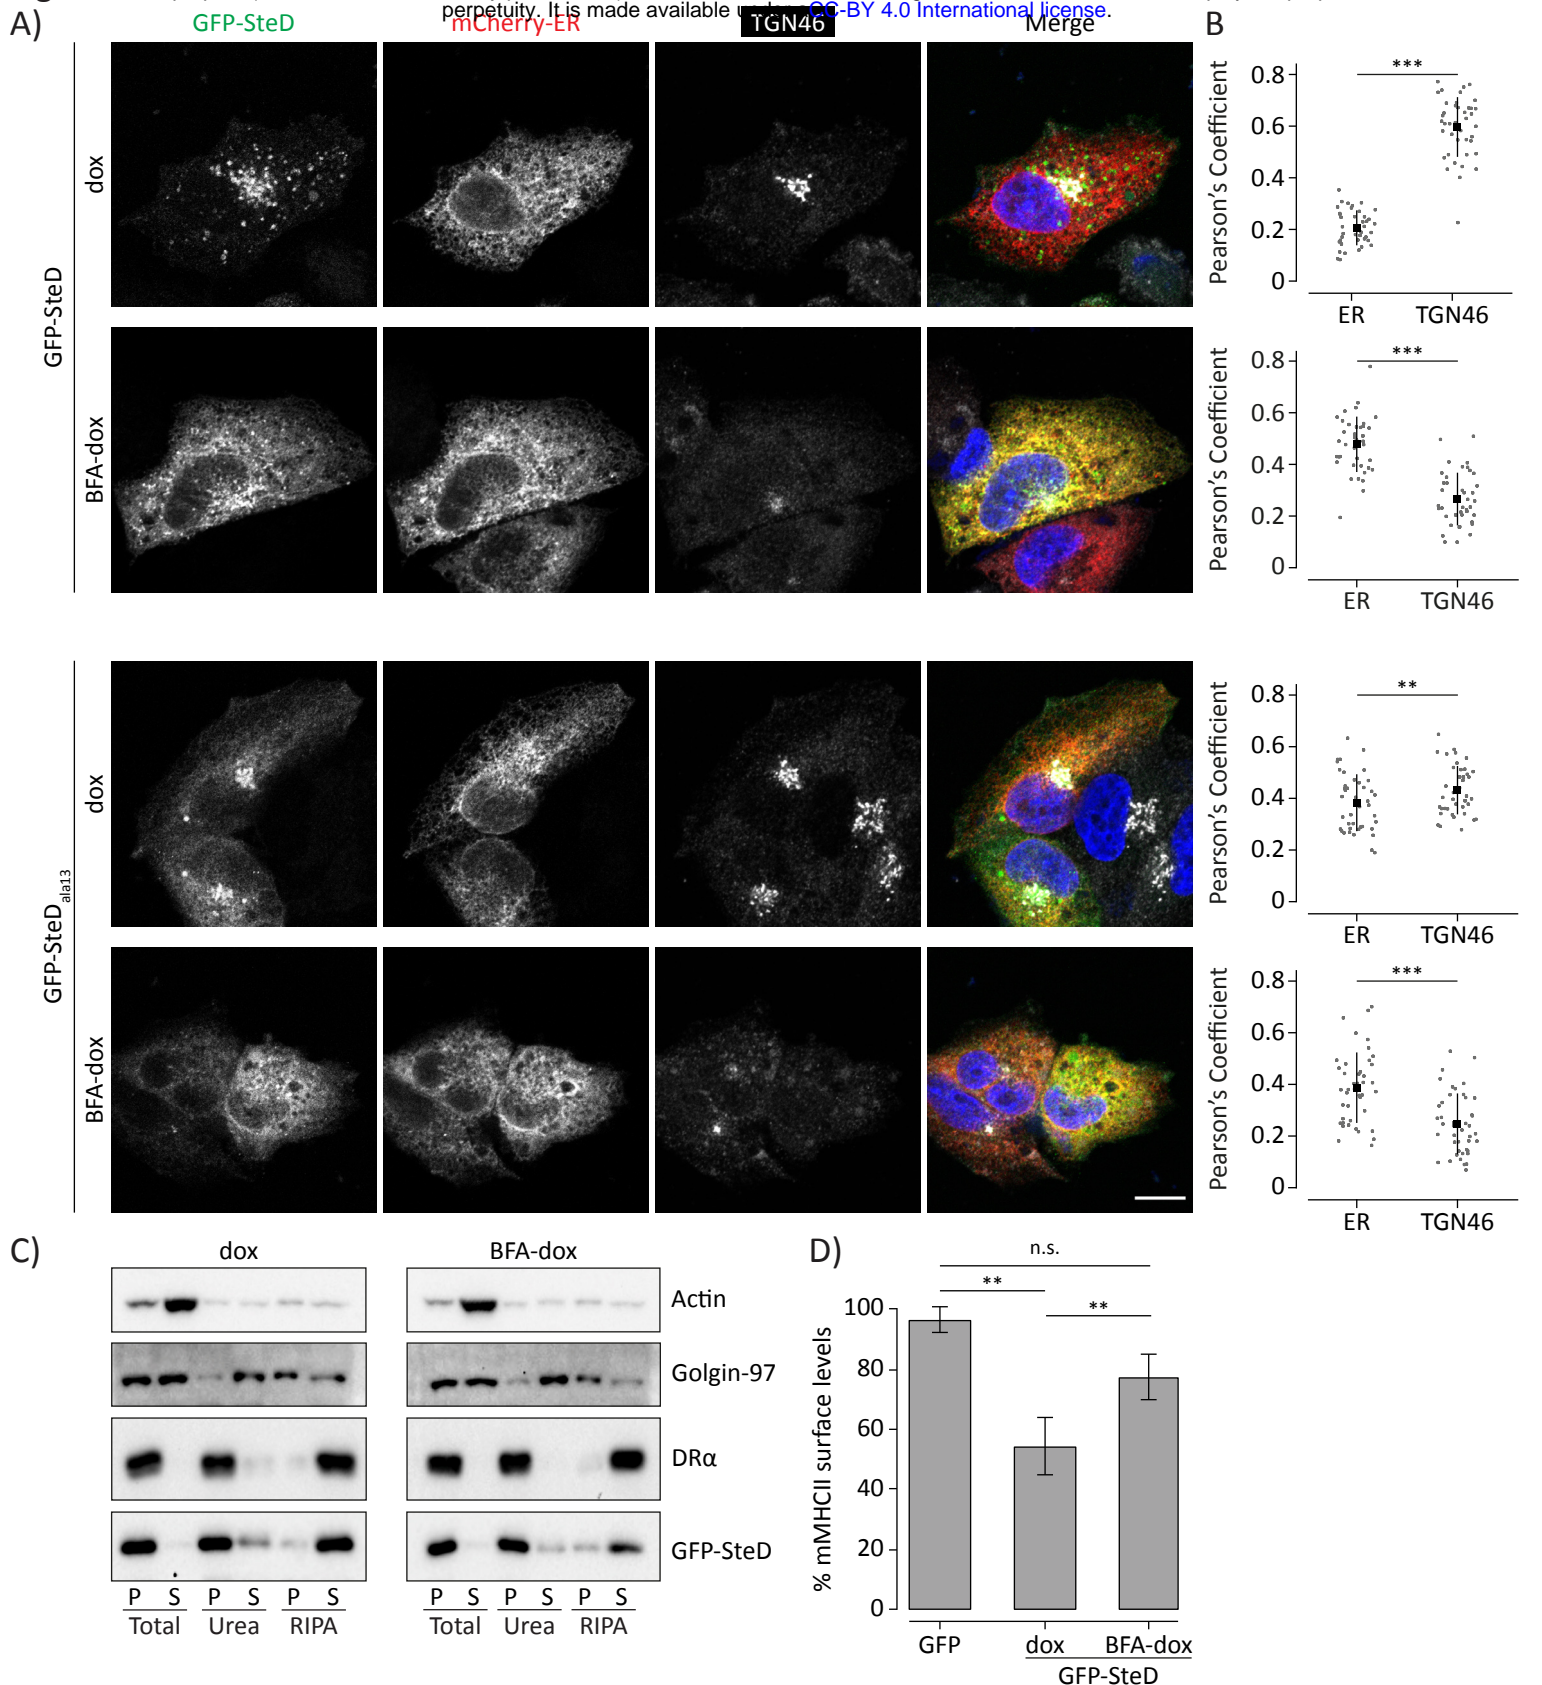 perpetuity. It is made available under a CC-BY 4.0 International license.
A)
GFP-SteD
mCherry-ER
TGN46
Merge
B
GFP-SteD
dox
BFA-dox
GFP-SteDala13
dox
BFA-dox
Pearson's Coefficient
0.8
0.6
0.4
0.2
0
***
ER
TGN46
Pearson's Coefficient
0.8
0.6
0.4
0.2
0
***
ER
TGN46
Pearson's Coefficient
0.8
0.6
0.4
0.2
0
**
ER
TGN46
Pearson's Coefficient
0.8
0.6
0.4
0.2
0
***
ER
TGN46
C)
dox
BFA-dox
Actin
Golgin-97
DRα
GFP-SteD
P S P S P S
Total Urea RIPA
P S P S P S
Total Urea RIPA
D)
n.s.
**
**
% mMHCII surface levels
100
80
60
40
20
0
GFP
dox
BFA-dox
GFP-SteD